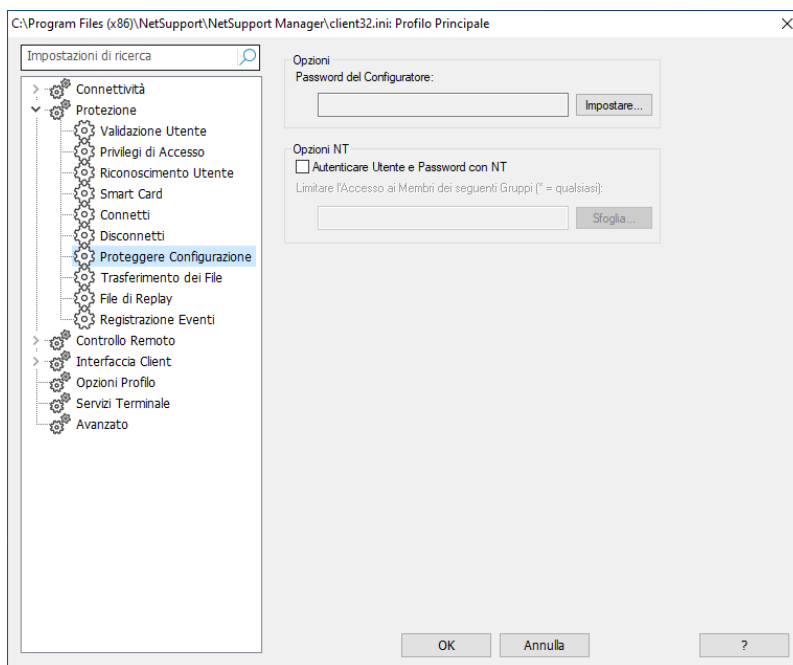 C:\Program Files (x86)\NetSupport\NetSupport Manager\client32.ini: Profilo Principale
Impostazioni di ricerca
Connettività
Protezione
Validazione Utente
Privilegi di Accesso
Riconoscimento Utente
Smart Card
Connetti
Disconnetti
Proteggere Configurazione
Trasferimento dei File
File di Replay
Registrazione Eventi
Controllo Remoto
Interfaccia Client
Opzioni Profilo
Servizi Terminale
Avanzato
Opzioni
Password del Configuratore:
Impostare...
Opzioni NT
Autenticare Utente e Password con NT
Limitare l'Accesso ai Membri dei seguenti Gruppi (* = qualsiasi):
Sfoglia...
OK
Annulla
?